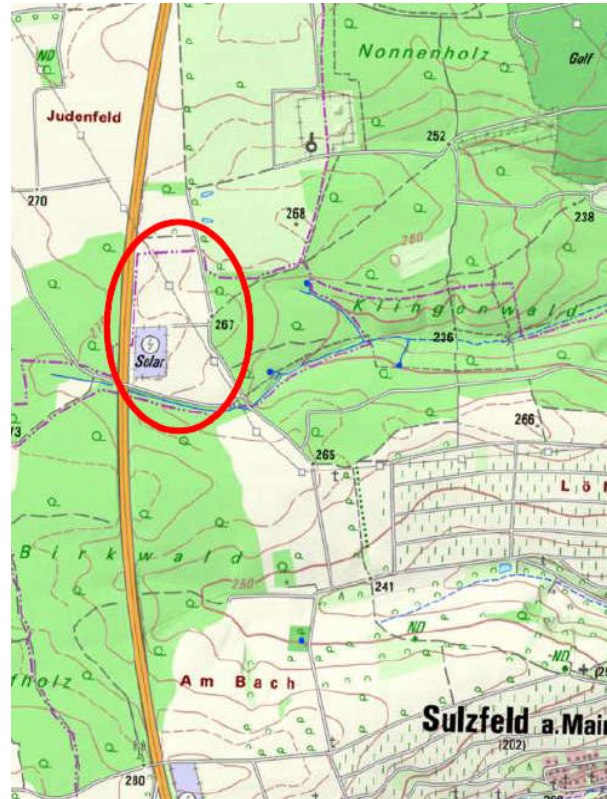 Nonnenholz
Golf
ND
Judenfeld
252
270
268
260
238
267
Klingenwald
236
Solar
266
265
Birkwald
250
241
ND
ND
Am Bach
Sulzfeld a. Mai
(202)
280